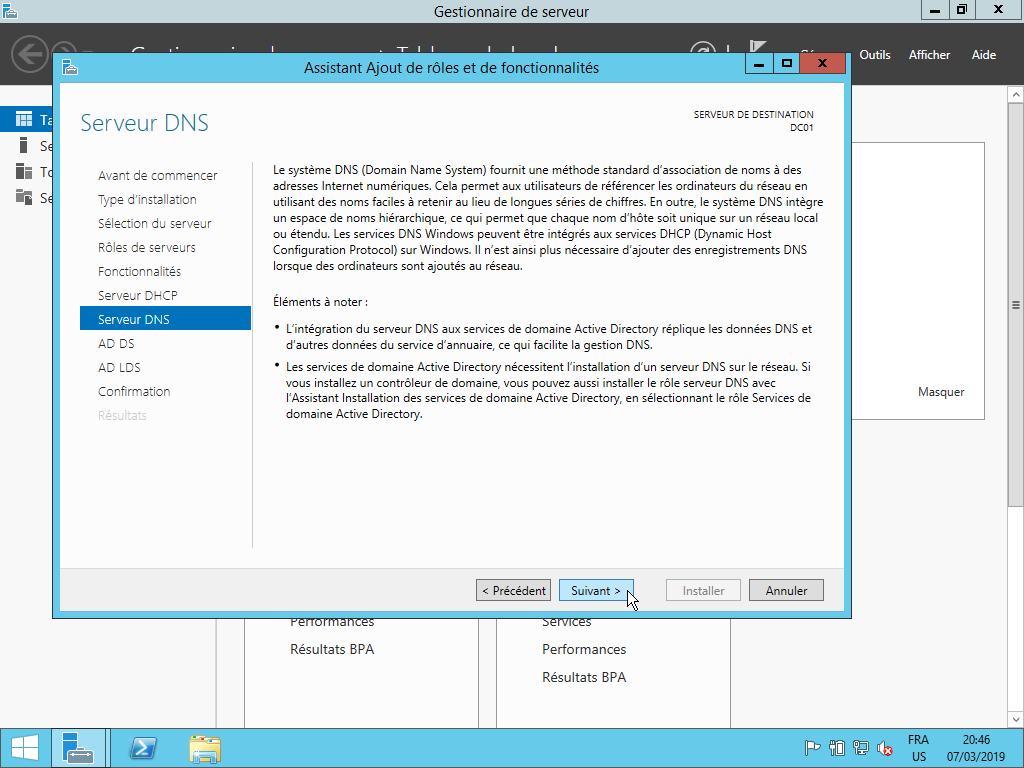 Gestionnaire de serveur
Outils
Afficher
Aide
Assistant Ajout de rôles et de fonctionnalités
Serveur DNS
SERVEUR DE DESTINATION
DC01
Avant de commencer
Type d'installation
Sélection du serveur
Rôles de serveurs
Fonctionnalités
Serveur DHCP
Serveur DNS
AD DS
AD LDS
Confirmation
Résultats
Le système DNS (Domain Name System) fournit une méthode standard d'association de noms à des
adresses Internet numériques. Cela permet aux utilisateurs de référencer les ordinateurs du réseau en
utilisant des noms faciles à retenir au lieu de longues séries de chiffres. En outre, le système DNS intègre
un espace de noms hiérarchique, ce qui permet que chaque nom d'hôte soit unique sur un réseau local
ou étendu. Les services DNS Windows peuvent être intégrés aux services DHCP (Dynamic Host
Configuration Protocol) sur Windows. Il n'est ainsi plus nécessaire d'ajouter des enregistrements DNS
lorsque des ordinateurs sont ajoutés au réseau.
Éléments à noter :
• L'intégration du serveur DNS aux services de domaine Active Directory réplique les données DNS et
d'autres données du service d'annuaire, ce qui facilite la gestion DNS.
• Les services de domaine Active Directory nécessitent l'installation d'un serveur DNS sur le réseau. Si
vous installez un contrôleur de domaine, vous pouvez aussi installer le rôle serveur DNS avec
l'Assistant Installation des services de domaine Active Directory, en sélectionnant le rôle Services de
domaine Active Directory.
Masquer
< Précédent
Suivant >
Installer
Annuler
Performances
Résultats BPA
Services
Performances
Résultats BPA
FRA
US
20:46
07/03/2019